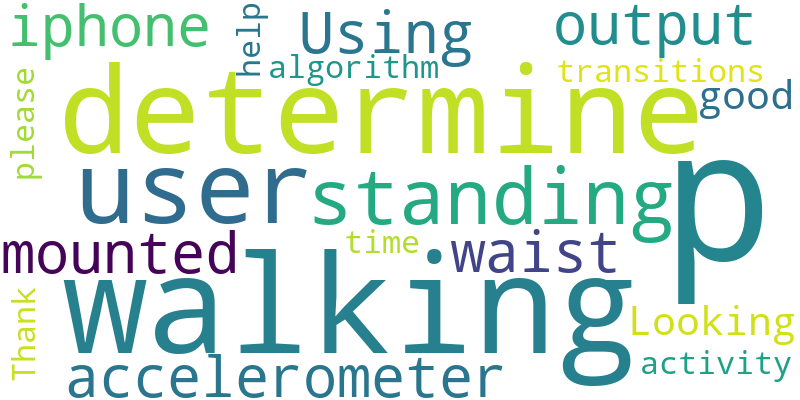 iphone
help
Using
output
algorithm
transitions
please
determine
good
user
standing
p
mounted
time
waist
walking
Thank
Looking
accelerometer
activity